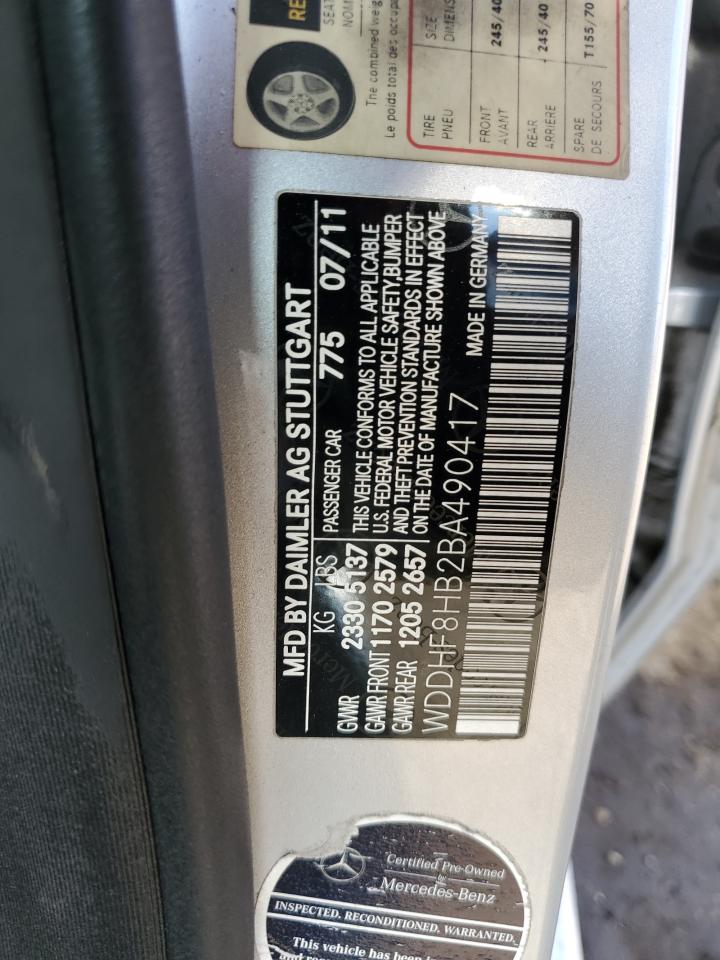 MFD BY DAIMLER AG STUTTGART
KG LBS PASSENGER CAR 775 07/11
GVWR 2330 5137 THIS VEHICLE CONFORMS TO ALL APPLICABLE
GAWR FRONT 1170 2579 U.S. FEDERAL MOTOR VEHICLE SAFETY, BUMPER
GAWR REAR 1205 2657 AND THEFT PREVENTION STANDARDS IN EFFECT
ON THE DATE OF MANUFACTURE SHOWN ABOVE
MADE IN GERMANY
WDDHF8HB2BA490417
The combined
Le poids total des
TIRE SIZE
PNEU
FRONT 245/40
AVANT
REAR 245/40
ARRIÈRE
SPARE T155/70
DE SECOURS
Certified Pre-Owned
by
Mercedes-Benz
INSPECTED. RECONDITIONED. WARRANTED.
This vehicle has been